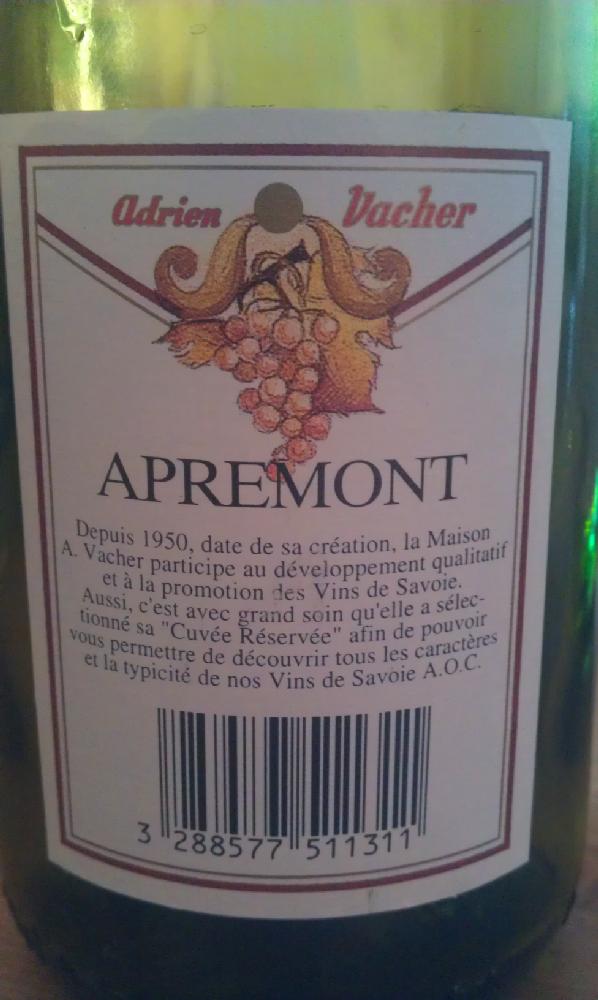 Adrien Vacher
APREMONT
Depuis 1950, date de sa création, la Maison
A. Vacher participe au développement qualitatif
et à la promotion des Vins de Savoie.
Aussi, c'est avec grand soin qu'elle a sélec-
tionné sa "Cuvée Réservée" afin de pouvoir
vous permettre de découvrir tous les caractères
et la typicité de nos Vins de Savoie A.O.C.
3 288577 511311